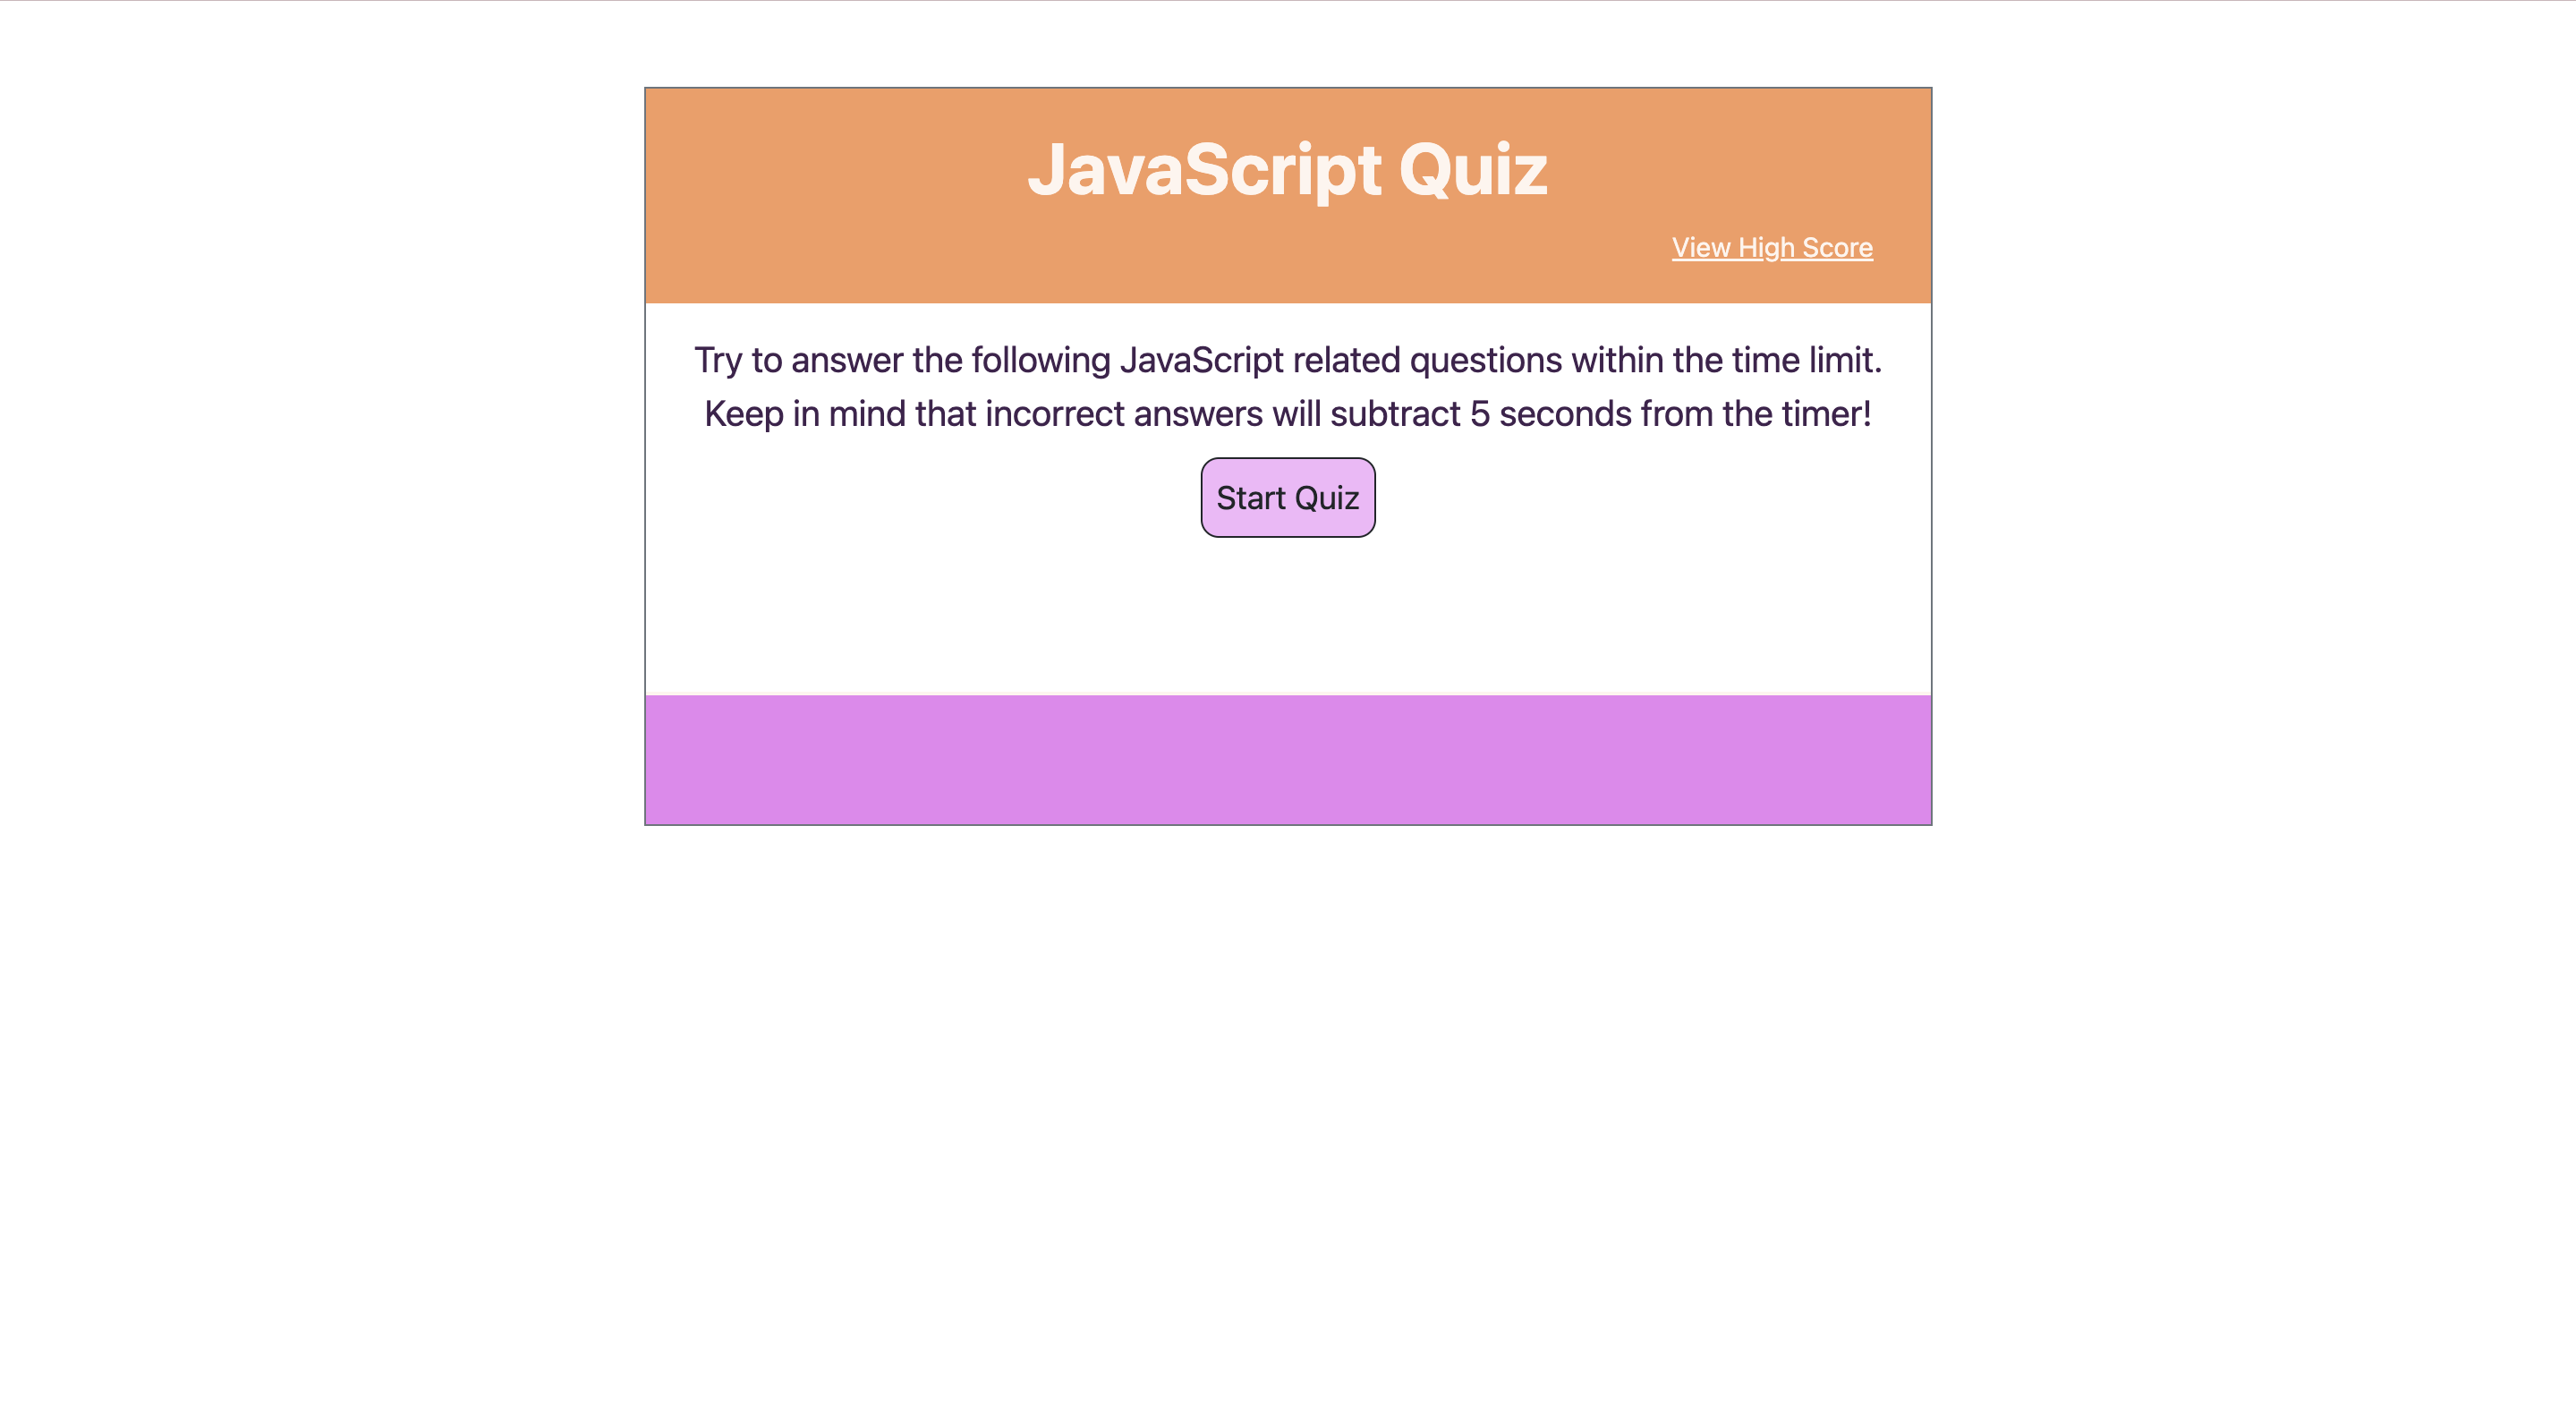 JavaScript Quiz
View High Score
Try to answer the following JavaScript related questions within the time limit.
Keep in mind that incorrect answers will subtract 5 seconds from the timer!
Start Quiz